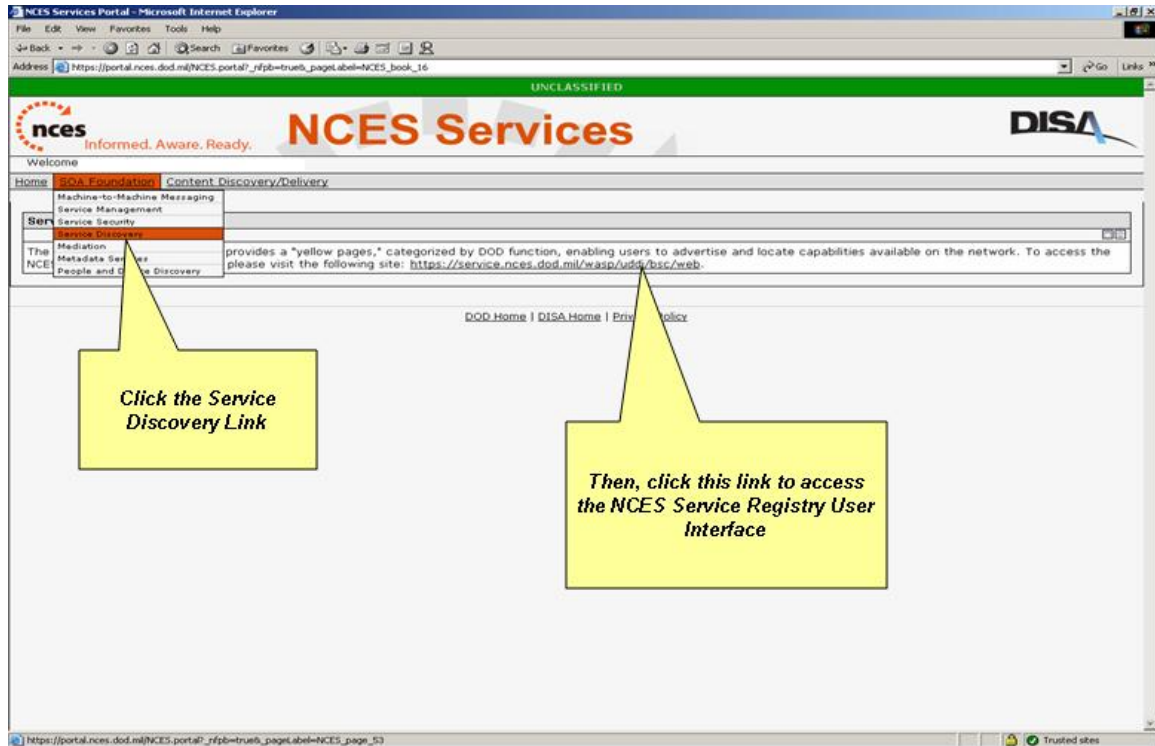 NCES Services Portal - Microsoft Internet Explorer
File Edit View Favorites Tools Help
Back Search Favorites
Address https://portal.nces.dod.mil/NCES.portal?_nfpb=true&_pageLabel=NCES_book_16 Go Links »
UNCLASSIFIED
nces
Informed. Aware. Ready.
NCES Services
DISA
Welcome
Home SOA Foundation Content Discovery/Delivery
Machine-to-Machine Messaging
Service Management
Service Security
Service Discovery
Mediation
Metadata
People and Discovery
The provides a "yellow pages," categorized by DOD function, enabling users to advertise and locate capabilities available on the network. To access the
please visit the following site: https://service.nces.dod.mil/wasp/uddi/bsc/web.
DOD Home | DISA Home |
Click the Service
Discovery Link
Then, click this link to access
the NCES Service Registry User
Interface
https://portal.nces.dod.mil/NCES.portal?_nfpb=true&_pageLabel=NCES_page_53 Trusted sites